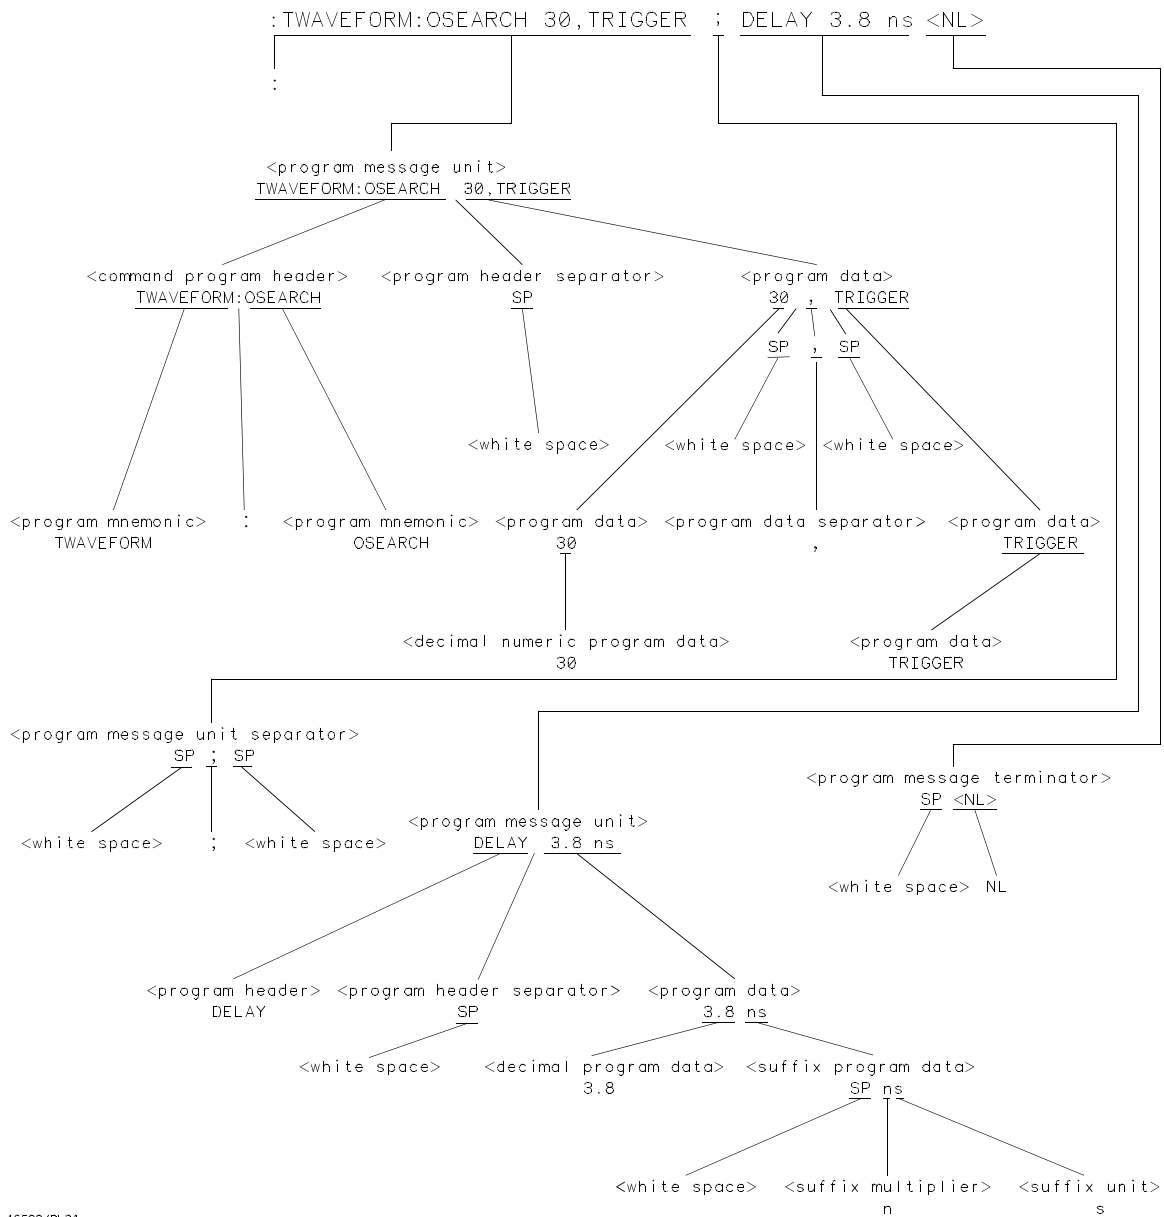 :TWAVEFORM:OSEARCH 30,TRIGGER ; DELAY 3.8 ns <NL>
:
<program message unit>
TWAVEFORM:OSEARCH 30,TRIGGER
<command program header> <program header separator> <program data>
TWAVEFORM:OSEARCH SP 30 , TRIGGER
SP , SP
<white space> <white space> <white space>
<program mnemonic> : <program mnemonic> <program data> <program data separator> <program data>
TWAVEFORM OSEARCH 30 , TRIGGER
<decimal numeric program data> <program data>
30 TRIGGER
<program message unit separator>
SP ; SP
<program message terminator>
SP <NL>
<program message unit>
<white space> ; <white space> DELAY 3.8 ns
<white space> NL
<program header> <program header separator> <program data>
DELAY SP 3.8 ns
<white space> <decimal program data> <suffix program data>
3.8 SP ns
<white space> <suffix multiplier> <suffix unit>
n s